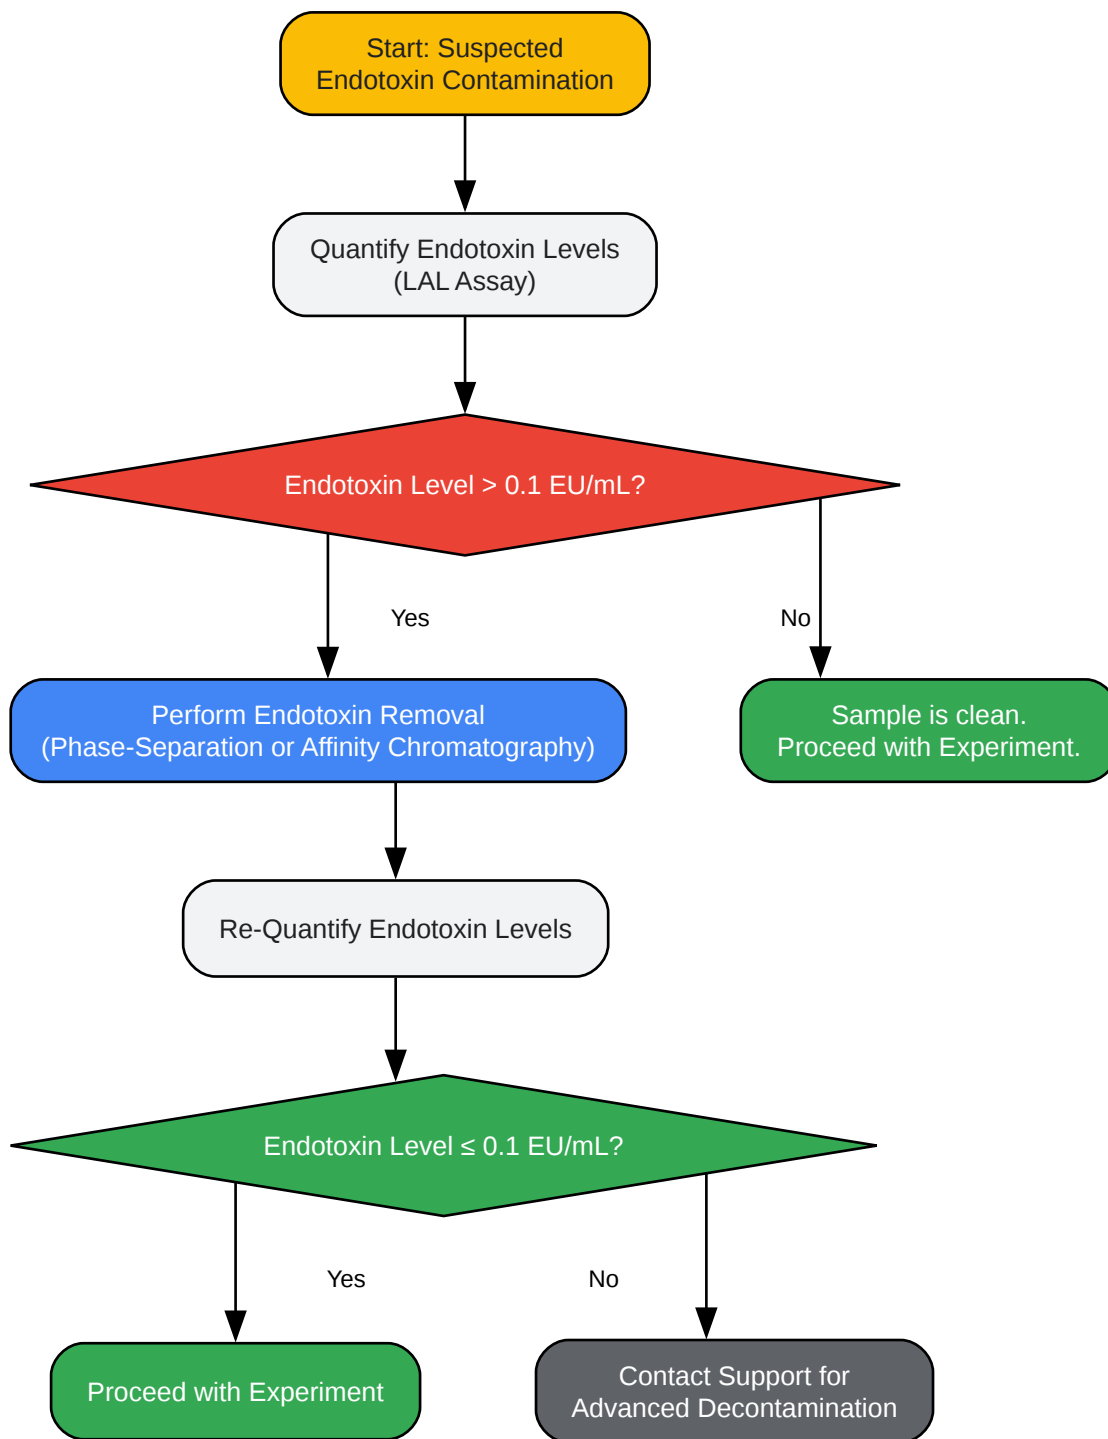 Start: Suspected
Endotoxin Contamination
Quantify Endotoxin Levels
(LAL Assay)
Endotoxin Level > 0.1 EU/mL?
Yes
No
Perform Endotoxin Removal
(Phase-Separation or Affinity Chromatography)
Sample is clean.
Proceed with Experiment.
Re-Quantify Endotoxin Levels
Endotoxin Level ≤ 0.1 EU/mL?
Yes
No
Proceed with Experiment
Contact Support for
Advanced Decontamination